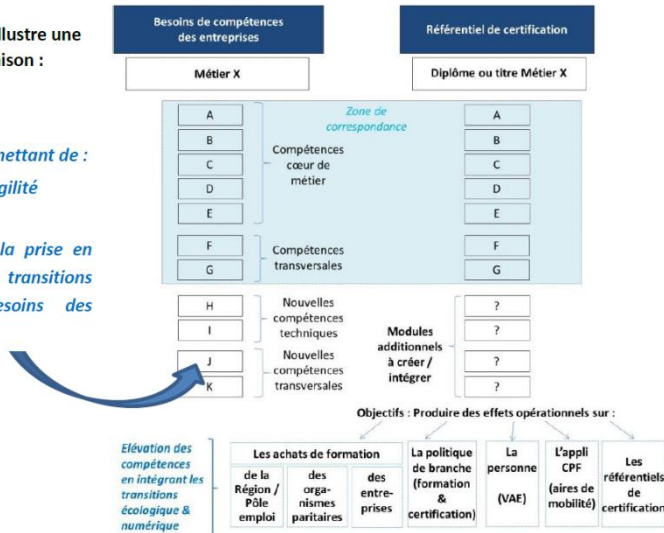 llustre une
aison :
nettant de :
gilité
la prise en
transitions
esoins des
Besoins de compétences
des entreprises
Référentiel de certification
Métier X
Diplôme ou titre Métier X
Zone de
correspondance
A
B
C
D
E
Compétences
cœur de
métier
A
B
C
D
E
F
G
Compétences
transversales
F
G
H
I
Nouvelles
compétences
techniques
?
?
J
K
Nouvelles
compétences
transversales
Modules
additionnels
à créer /
intégrer
?
?
Objectifs : Produire des effets opérationnels sur :
Elévation des
compétences
en intégrant les
transitions
écologique &
numérique
Les achats de formation
de la
Région /
Pôle
emploi
des
orga-
nismes
paritaires
des
entre-
prises
La politique
de branche
(formation
&
certification)
La
personne
(VAE)
L'appli
CPF
(aires de
mobilité)
Les
référentiels
de
certification